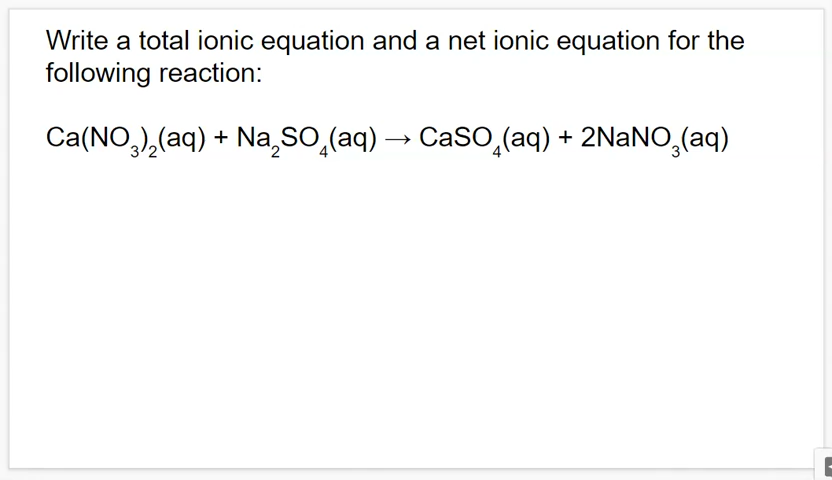 Write a total ionic equation and a net ionic equation for the
following reaction:
Ca(NO₃)₂(aq) + Na₂SO₄(aq) → CaSO₄(aq) + 2NaNO₃(aq)